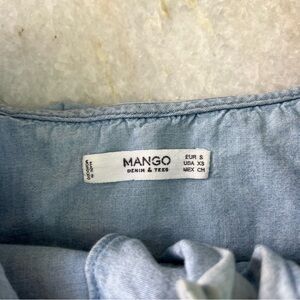 MANGO
DENIM & TEES
EUR S
USA XS
MEX CH